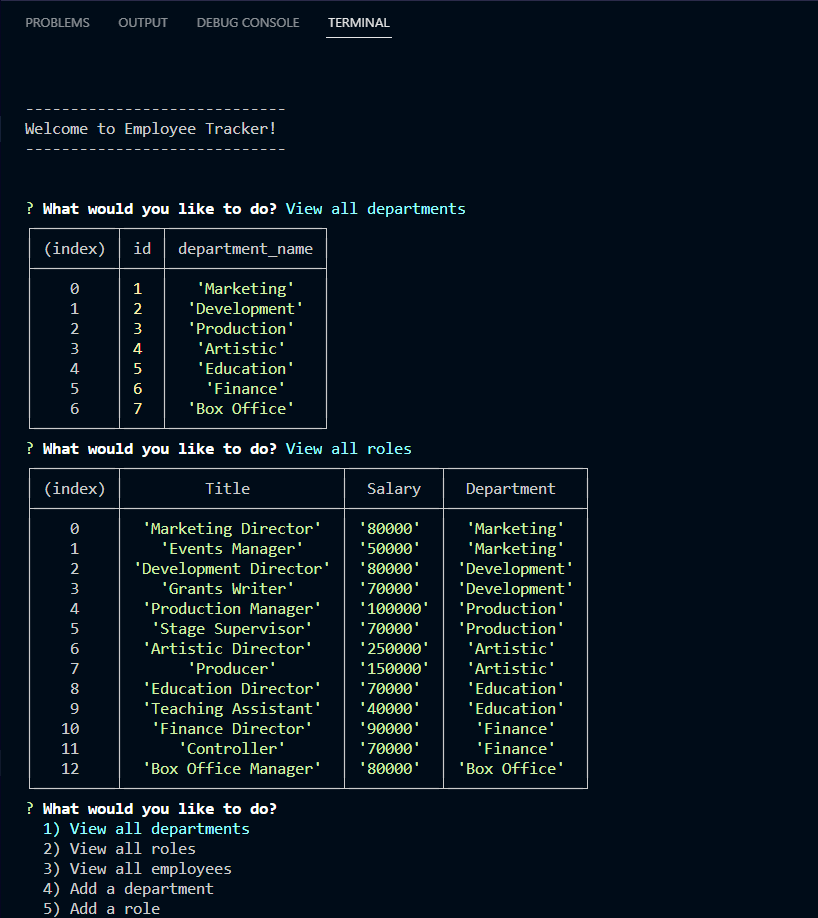 PROBLEMS OUTPUT DEBUG CONSOLE TERMINAL
-----------------------------
Welcome to Employee Tracker!
-----------------------------
? What would you like to do? View all departments
(index) id department_name
0 1 'Marketing'
1 2 'Development'
2 3 'Production'
3 4 'Artistic'
4 5 'Education'
5 6 'Finance'
6 7 'Box Office'
? What would you like to do? View all roles
(index) Title Salary Department
0 'Marketing Director' '80000' 'Marketing'
1 'Events Manager' '50000' 'Marketing'
2 'Development Director' '80000' 'Development'
3 'Grants Writer' '70000' 'Development'
4 'Production Manager' '100000' 'Production'
5 'Stage Supervisor' '70000' 'Production'
6 'Artistic Director' '250000' 'Artistic'
7 'Producer' '150000' 'Artistic'
8 'Education Director' '70000' 'Education'
9 'Teaching Assistant' '40000' 'Education'
10 'Finance Director' '90000' 'Finance'
11 'Controller' '70000' 'Finance'
12 'Box Office Manager' '80000' 'Box Office'
? What would you like to do?
1) View all departments
2) View all roles
3) View all employees
4) Add a department
5) Add a role